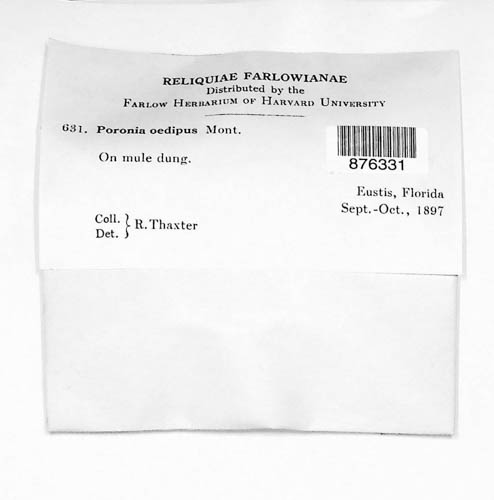 RELIQUIAE FARLOWIANAE
Distributed by the
FARLOW HERBARIUM OF HARVARD UNIVERSITY
631. Poronia oedipus Mont.
876331
On mule dung.
Eustis, Florida
Sept.-Oct., 1897
Coll.
Det. } R. Thaxter